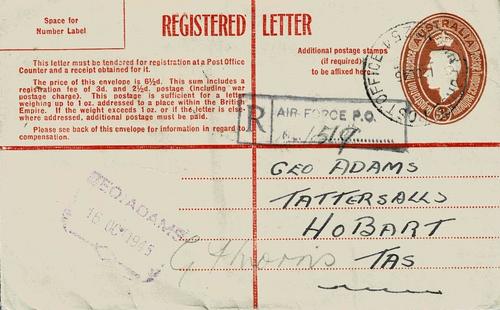 Space for
Number Label
REGISTERED LETTER
This letter must be tendered for registration at a Post Office
Counter and a receipt obtained for it.
The price of this envelope is 6½d. This sum includes a
registration fee of 3d. and 2½d. postage (including war
postage charge). This postage is sufficient for a letter
weighing up to 1 oz. addressed to a place within the British
Empire. If the weight exceeds 1 oz. or if the letter is else-
where addressed, additional postage must be paid.
Please see back of this envelope for information in regard to
compensation.
Additional postage stamps
(if required)
to be affixed here
AUSTRALIA
POST OFFICE
R
AIR FORCE P.O.
No. 1519
GEO ADAMS
TATTERSALLS
HOBART
TAS
GEO. ADAMS
16 OCT 1945